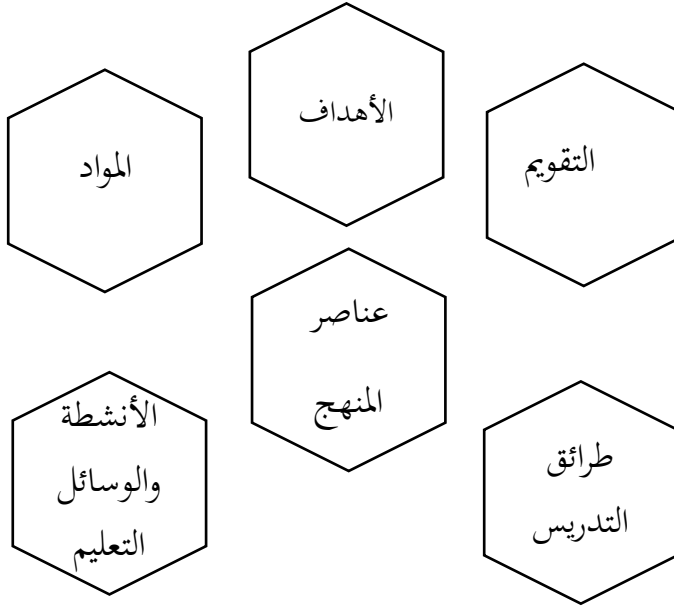 الأهداف
التقويم
المواد
عناصر
المنهج
طرائق
التدريس
الأنشطة
والوسائل
التعليم